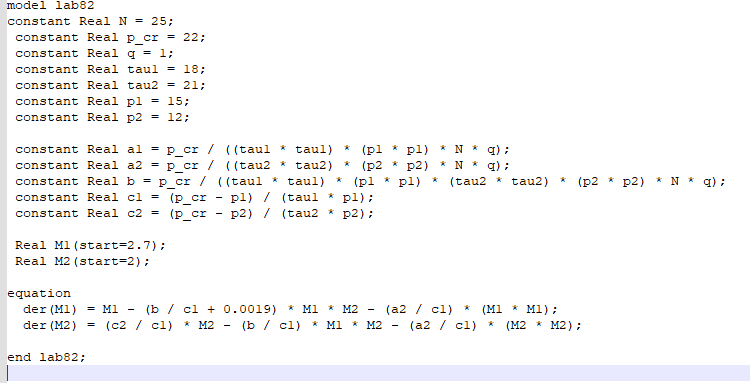 model lab82
constant Real N = 25;
constant Real p_cr = 22;
constant Real q = 1;
constant Real tau1 = 18;
constant Real tau2 = 21;
constant Real p1 = 15;
constant Real p2 = 12;
constant Real a1 = p_cr / ((tau1 * tau1) * (p1 * p1) * N * q);
constant Real a2 = p_cr / ((tau2 * tau2) * (p2 * p2) * N * q);
constant Real b = p_cr / ((tau1 * tau1) * (p1 * p1) * (tau2 * tau2) * (p2 * p2) * N * q);
constant Real c1 = (p_cr - p1) / (tau1 * p1);
constant Real c2 = (p_cr - p2) / (tau2 * p2);
Real M1(start=2.7);
Real M2(start=2);
equation
der(M1) = M1 - (b / c1 + 0.0019) * M1 * M2 - (a2 / c1) * (M1 * M1);
der(M2) = (c2 / c1) * M2 - (b / c1) * M1 * M2 - (a2 / c1) * (M2 * M2);
end lab82;